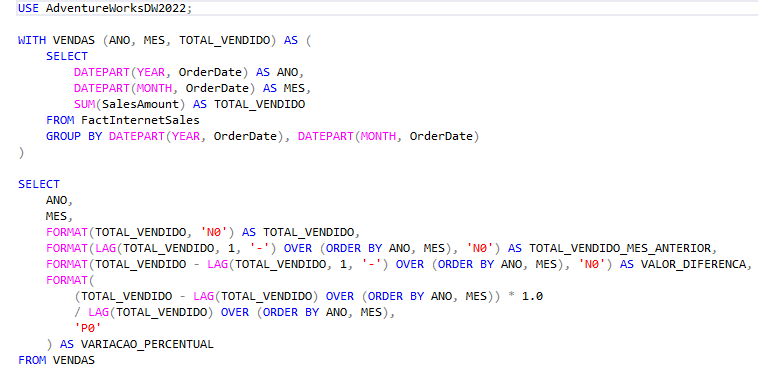 USE AdventureWorksDW2022;
WITH VENDAS (ANO, MES, TOTAL_VENDIDO) AS (
SELECT
DATEPART(YEAR, OrderDate) AS ANO,
DATEPART(MONTH, OrderDate) AS MES,
SUM(SalesAmount) AS TOTAL_VENDIDO
FROM FactInternetSales
GROUP BY DATEPART(YEAR, OrderDate), DATEPART(MONTH, OrderDate)
)
SELECT
ANO,
MES,
FORMAT(TOTAL_VENDIDO, 'N0') AS TOTAL_VENDIDO,
FORMAT(LAG(TOTAL_VENDIDO, 1, '-') OVER (ORDER BY ANO, MES), 'N0') AS TOTAL_VENDIDO_MES_ANTERIOR,
FORMAT(TOTAL_VENDIDO - LAG(TOTAL_VENDIDO, 1, '-') OVER (ORDER BY ANO, MES), 'N0') AS VALOR_DIFERENCA,
FORMAT(
(TOTAL_VENDIDO - LAG(TOTAL_VENDIDO) OVER (ORDER BY ANO, MES)) * 1.0
/ LAG(TOTAL_VENDIDO) OVER (ORDER BY ANO, MES),
'P0'
) AS VARIACAO_PERCENTUAL
FROM VENDAS